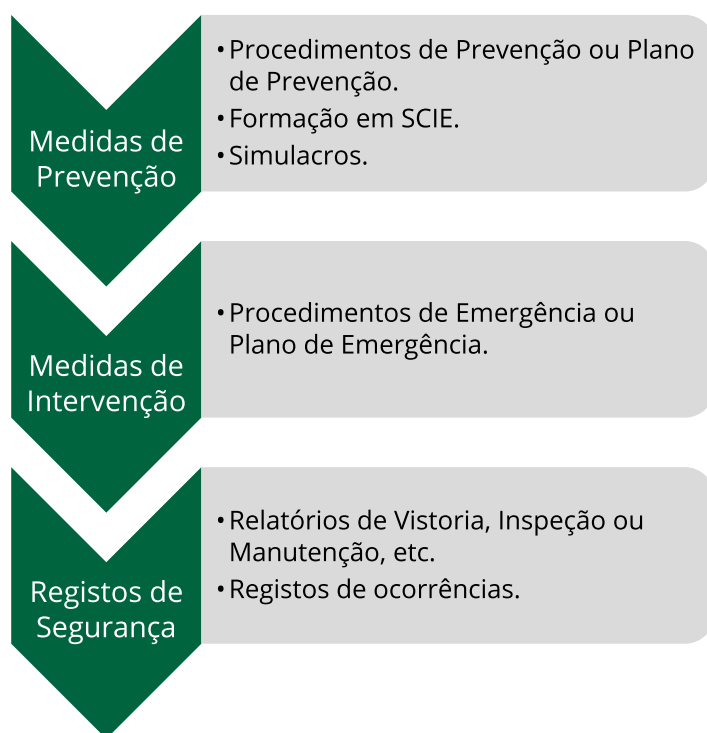 Medidas de
Prevenção
• Procedimentos de Prevenção ou Plano
de Prevenção.
• Formação em SCIE.
• Simulacros.
Medidas de
Intervenção
• Procedimentos de Emergência ou
Plano de Emergência.
Registos de
Segurança
• Relatórios de Vistoria, Inspeção ou
Manutenção, etc.
• Registos de ocorrências.